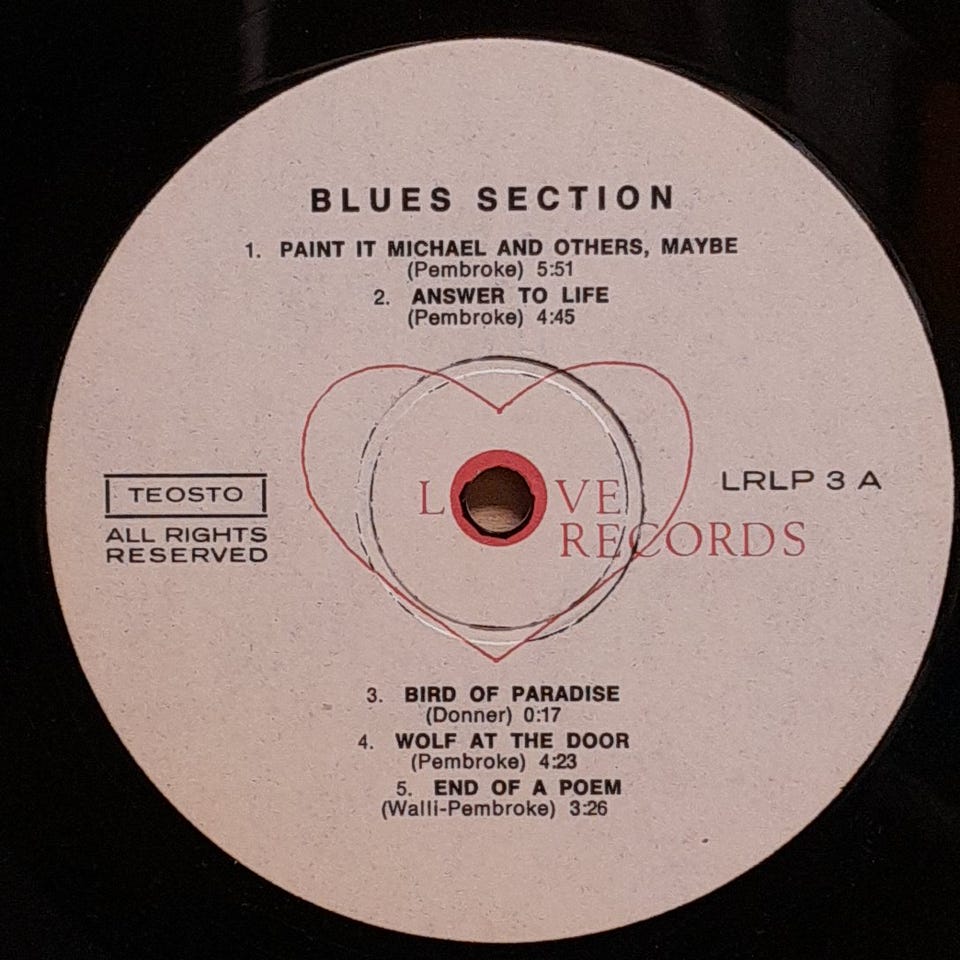 BLUES SECTION
1. PAINT IT MICHAEL AND OTHERS, MAYBE
(Pembroke) 5:51
2. ANSWER TO LIFE
(Pembroke) 4:45
TEOSTO
ALL RIGHTS
RESERVED
LOVE
RECORDS
LRLP 3 A
3. BIRD OF PARADISE
(Donner) 0:17
4. WOLF AT THE DOOR
(Pembroke) 4:23
5. END OF A POEM
(Walli-Pembroke) 3:26